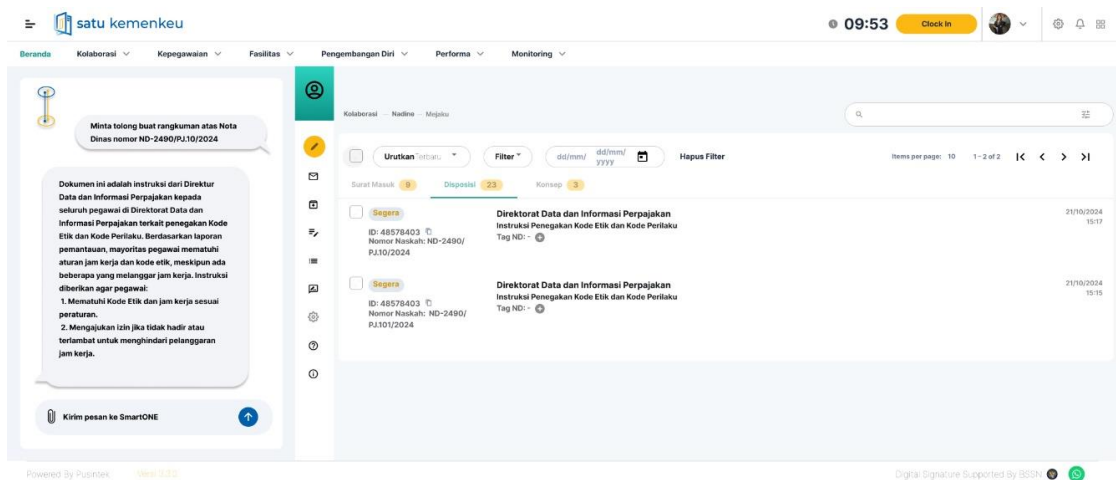 satu kemenkeu
09:53
Clock In
Beranda
Kolaborasi
Kepegawaian
Fasilitas
Pengembangan Diri
Performa
Monitoring
Minta tolong buat rangkuman atas Nota
Dinas nomor ND-2490/PJ.10/2024
Dokumen ini adalah instruksi dari Direktur
Data dan Informasi Perpajakan kepada
seluruh pegawai di Direktorat Data dan
Informasi Perpajakan terkait penegakan Kode
Etik dan Kode Perilaku. Berdasarkan laporan
pemantauan, mayoritas pegawai mematuhi
aturan jam kerja dan kode etik, meskipun ada
beberapa yang melanggar jam kerja. Instruksi
diberikan agar pegawai:
1. Mematuhi Kode Etik dan jam kerja sesuai
peraturan.
2. Mengajukan izin jika tidak hadir atau
terlambat untuk menghindari pelanggaran
jam kerja.
Kirim pesan ke SmartONE
Kolaborasi — Nadine — Mejaku
Urutkan Terbaru
Filter
dd/mm/
dd/mm/
yyyy
Hapus Filter
Items per page: 10
1 - 2 of 2
Surat Masuk 9
Disposisi 23
Konsep 3
Segera
ID: 48578403
Nomor Naskah: ND-2490/
PJ.10/2024
Direktorat Data dan Informasi Perpajakan
Instruksi Penegakan Kode Etik dan Kode Perilaku
Tag ND: -
21/10/2024
15:17
Segera
ID: 48578403
Nomor Naskah: ND-2490/
PJ.101/2024
Direktorat Data dan Informasi Perpajakan
Instruksi Penegakan Kode Etik dan Kode Perilaku
Tag ND: -
21/10/2024
15:15
Powered By Pusintek
Digital Signature Supported By BSSN